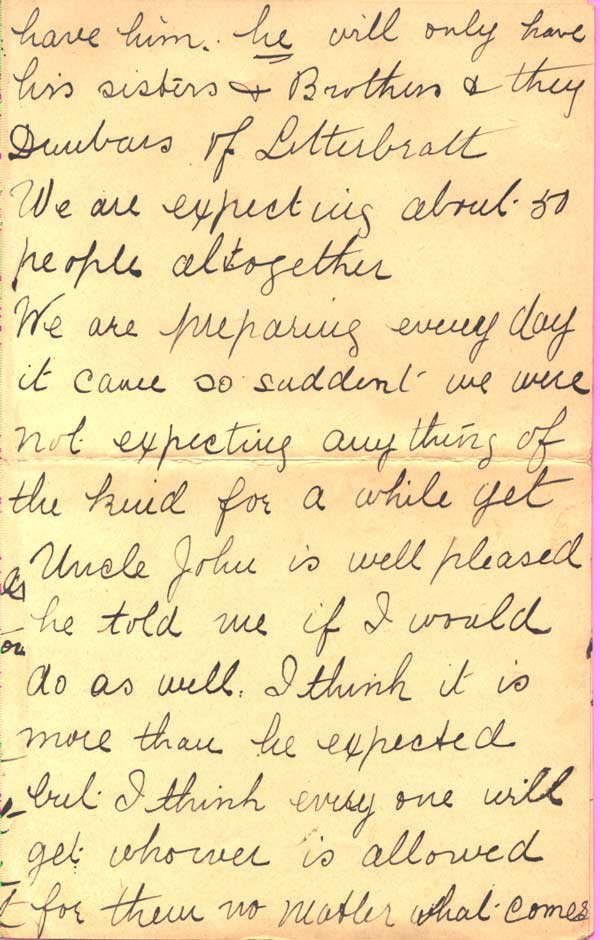 have him. he will only have
his sisters & Brothers & they
Dunbars of Letterbratt
We are expecting about 50
people altogether
We are preparing every day
it came so suddent we were
not expecting anything of
the kind for a while yet
Uncle John is well pleased
he told me if I would
do as well. I think it is
more than he expected
but I think every one will
get whoever is allowed
for them no matter what comes